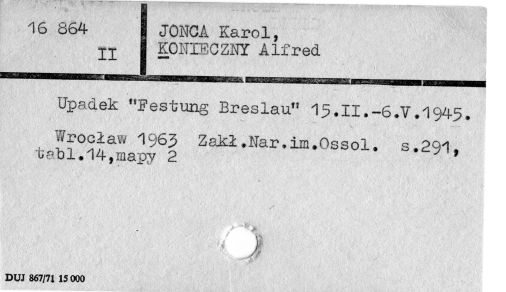 16 864
II
JONCA Karol,
KONIECZNY Alfred
Upadek "Festung Breslau" 15.II.-6.V.1945.
Wrocław 1963 Zakł.Nar.im.Ossol. s.291,
tabl.14,mapy 2
DUJ 867/71 15 000